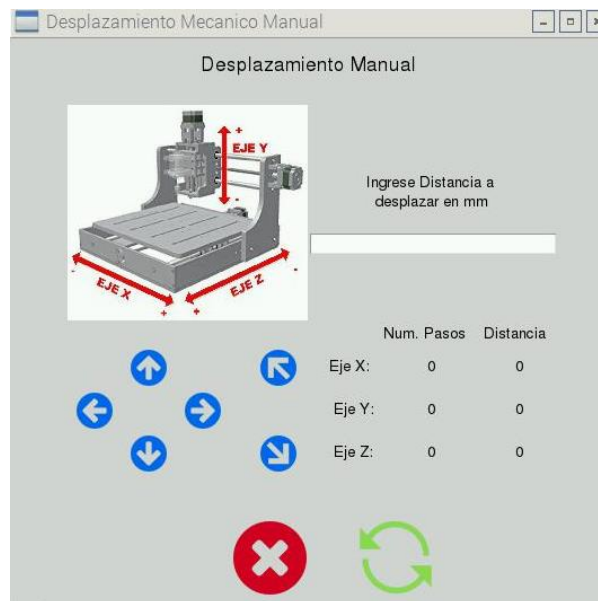 Desplazamiento Mecanico Manual
Desplazamiento Manual
+
EJE Y
-
Ingrese Distancia a
desplazar en mm
- EJE X +
+ EJE Z -
Num. Pasos Distancia
Eje X: 0 0
Eje Y: 0 0
Eje Z: 0 0